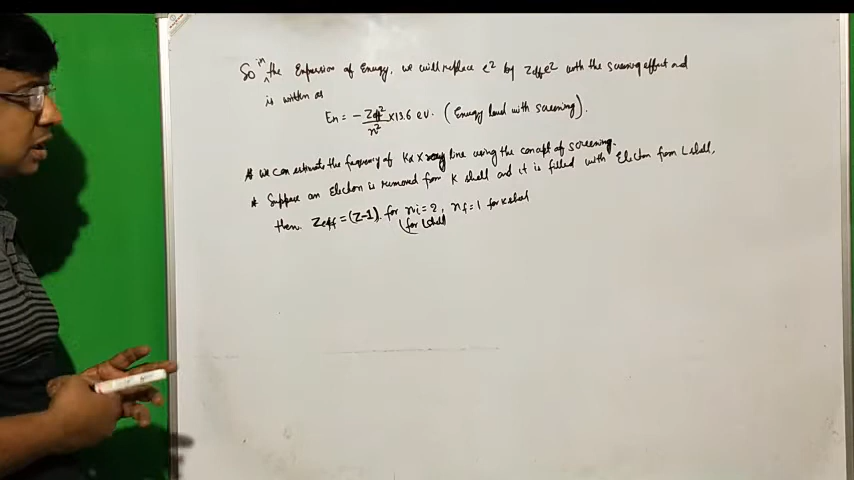 So in the Expression of Energy, we will replace e² by Zeff e² with the screening effect and
is written as
En = - Zeff²/n² × 13.6 eV. (Energy level with screening).
* we can estimate the frequency of Kα X ray line using the concept of screening.
* Suppose an Electron is removed from K shell and it is filled with Electron from L shell,
then. Zeff = (Z-1). for ni = 2, nf = 1 for K shell
(for L shell